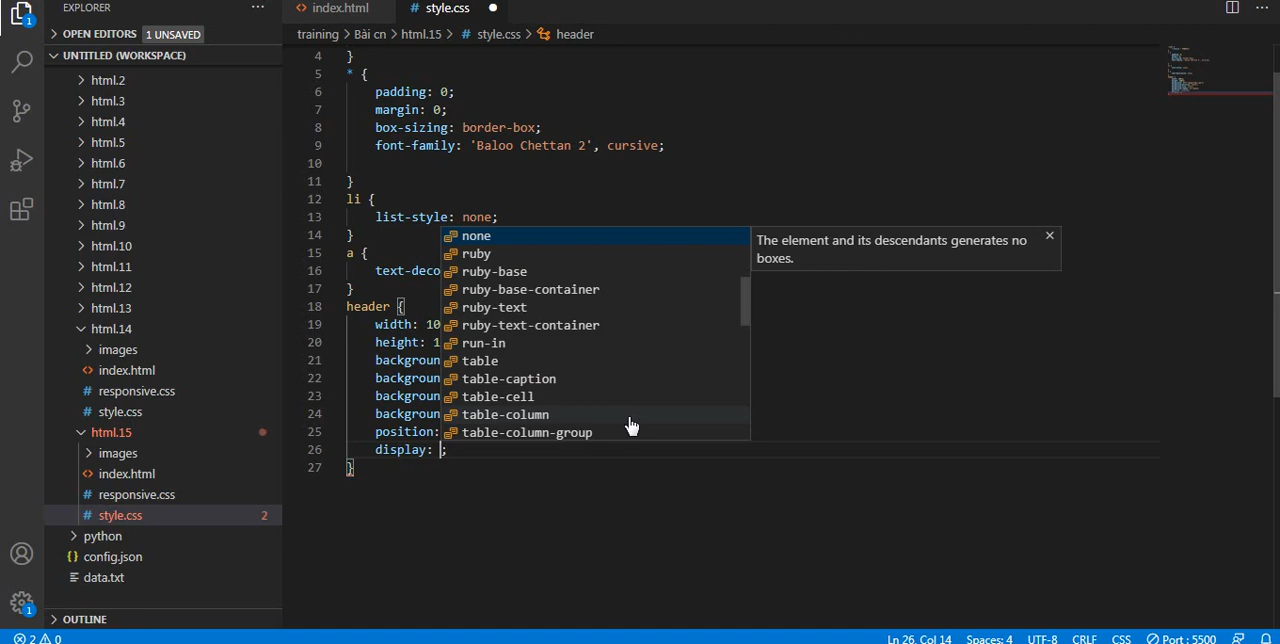 EXPLORER
···
<> index.html
# style.css ●
···
training > Bài cn > html.15 > # style.css > header
1
> OPEN EDITORS 1 UNSAVED
UNTITLED (WORKSPACE)
> html.2
> html.3
> html.4
> html.5
> html.6
> html.7
> html.8
> html.9
> html.10
> html.11
> html.12
> html.13
html.14
> images
<> index.html
# responsive.css
# style.css
html.15
> images
<> index.html
# responsive.css
# style.css 2
> python
{} config.json
data.txt
> OUTLINE
1
4 }
5 * {
6 padding: 0;
7 margin: 0;
8 box-sizing: border-box;
9 font-family: 'Baloo Chettan 2', cursive;
10
11 }
12 li {
13 list-style: none;
14 }
15 a {
16 text-deco
17 }
18 header {
19 width: 10
20 height: 1
21 backgroun
22 backgroun
23 backgroun
24 backgroun
25 position:
26 display: ;
27 }
none
ruby
ruby-base
ruby-base-container
ruby-text
ruby-text-container
run-in
table
table-caption
table-cell
table-column
table-column-group
The element and its descendants generates no
boxes.
2 0
Ln 26, Col 14 Spaces: 4 UTF-8 CRLF CSS Port : 5500